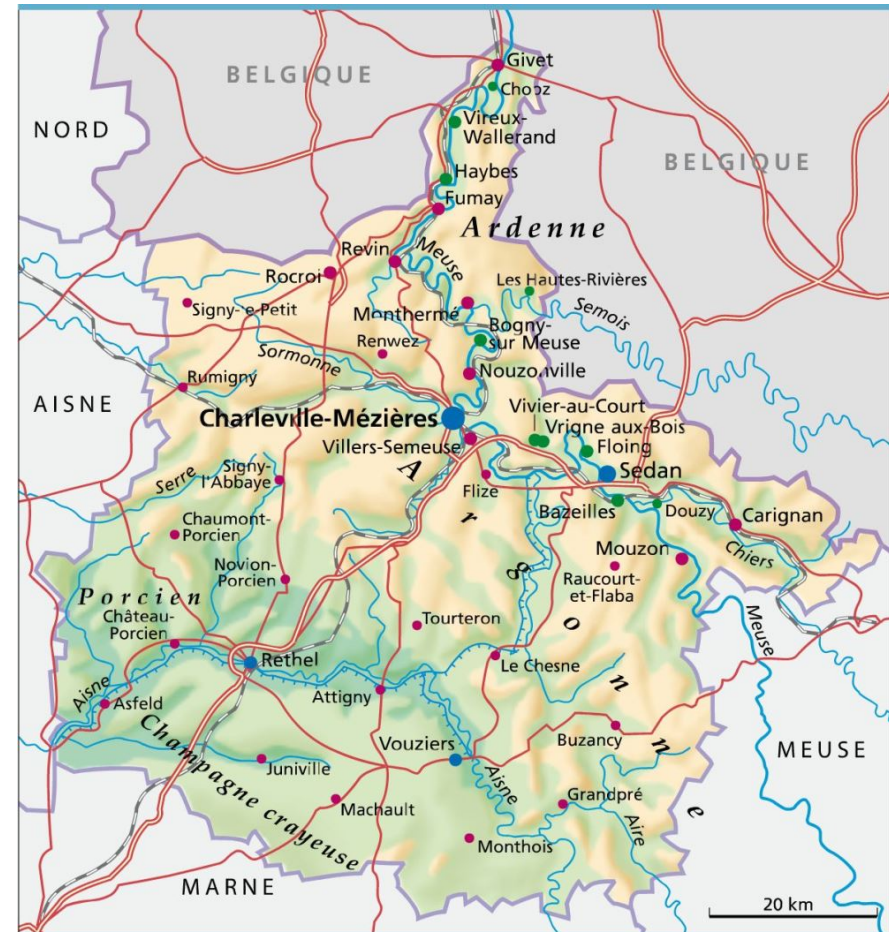 Givet
BELGIQUE
Chooz
NORD
Vireux-
Wallerand
BELGIQUE
Haybes
Fumay
Ardenne
Revin
Meuse
Rocroi
Les Hautes-Rivières
Signy-le-Petit
Semois
Monthermé
Bogny-
sur Meuse
Renwez
Sormonne
Nouzonville
Rumigny
AISNE
Charleville-Mézières
Vivier-au-Court
Vrigne aux-Bois
Villers-Semeuse
Floing
Sedan
Signy-
l'Abbaye
Serre
Flize
Bazeilles
Douzy
Carignan
Chaumont-
Porcien
Mouzon
Chiers
Novion-
Porcien
Raucourt-
et-Flaba
Argonne
Porcien
Château-
Porcien
Tourteron
Meuse
Rethel
Le Chesne
Aisne
Attigny
Asfeld
Champagne crayeuse
Buzancy
Vouziers
MEUSE
Juniville
Aisne
Grandpré
Machault
Aire
Monthois
MARNE
20 km